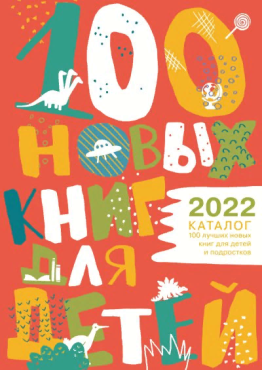 100
НОВЫХ
КНИГ
ДЛЯ
ДЕТЕЙ
2022
КАТАЛОГ
100 лучших новых
книг для детей
и подростков